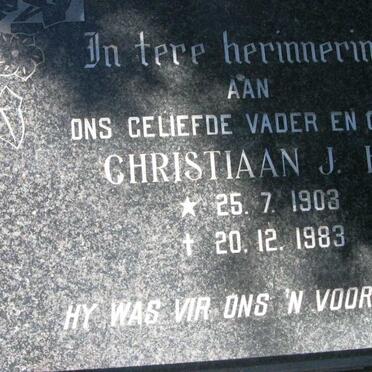 In tere herinnerin
AAN
ONS GELIEFDE VADER EN
CHRISTIAAN J.
★ 25. 7. 1903
✝ 20. 12. 1983
HY WAS VIR ONS 'N VOOR